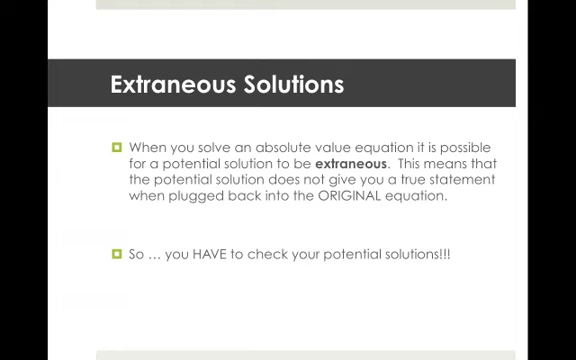 Extraneous Solutions
When you solve an absolute value equation it is possible
for a potential solution to be extraneous. This means that
the potential solution does not give you a true statement
when plugged back into the ORIGINAL equation.
So … you HAVE to check your potential solutions!!!